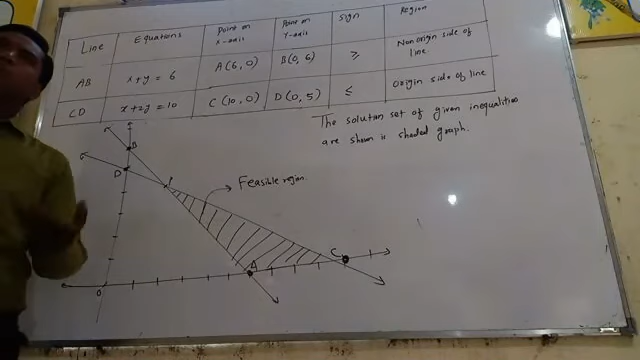 Line Equations Point on X-axis Point on Y-axis Sign Region
AB x+y = 6 A(6,0) B(0,6) ≥ Non origin side of line.
CD x+2y = 10 C(10,0) D(0,5) ≤ Origin side of line
The solution set of given inequalities
are shown is shaded graph.
B
D
P
Feasible region.
A
C
O